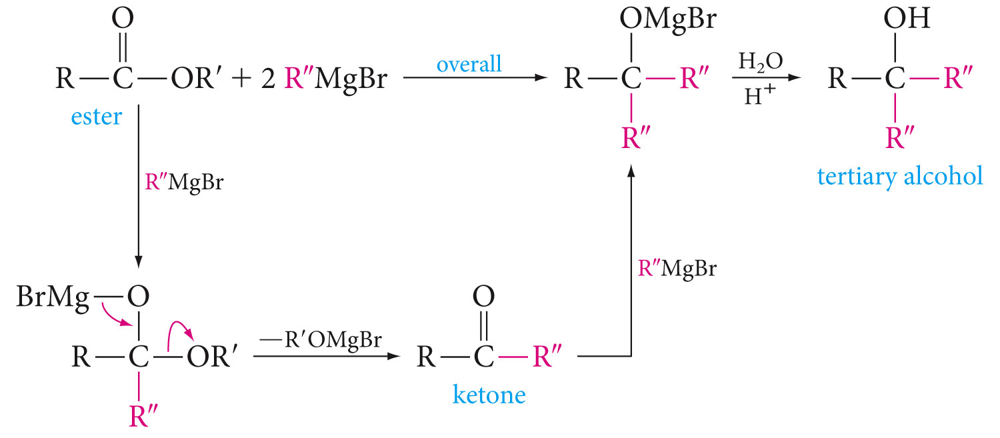 O OMgBr OH
R—C—OR′ + 2 R″MgBr overall R—C—R″ H₂O R—C—R″
H⁺
ester R″ R″
tertiary alcohol
R″MgBr
R″MgBr
BrMg—O O
R—C—OR′ —R′OMgBr R—C—R″
ketone
R″